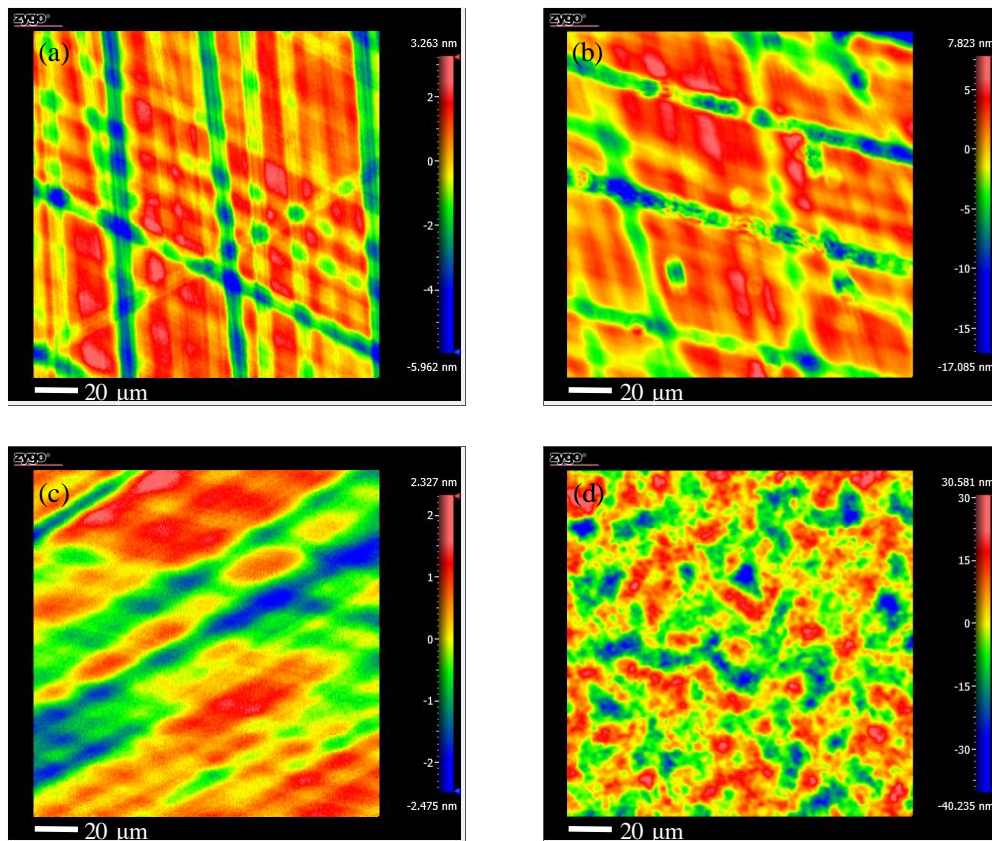 zygo®
(a)
3.263 nm
2
0
-2
-4
-5.962 nm
20 μm
zygo®
(b)
7.823 nm
5
0
-5
-10
-15
-17.085 nm
20 μm
zygo®
(c)
2.327 nm
2
1
0
-1
-2
-2.475 nm
20 μm
zygo®
(d)
30.581 nm
30
15
0
-15
-30
-40.235 nm
20 μm